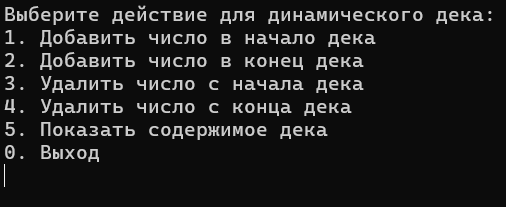 Выберите действие для динамического дека:
1. Добавить число в начало дека
2. Добавить число в конец дека
3. Удалить число с начала дека
4. Удалить число с конца дека
5. Показать содержимое дека
0. Выход